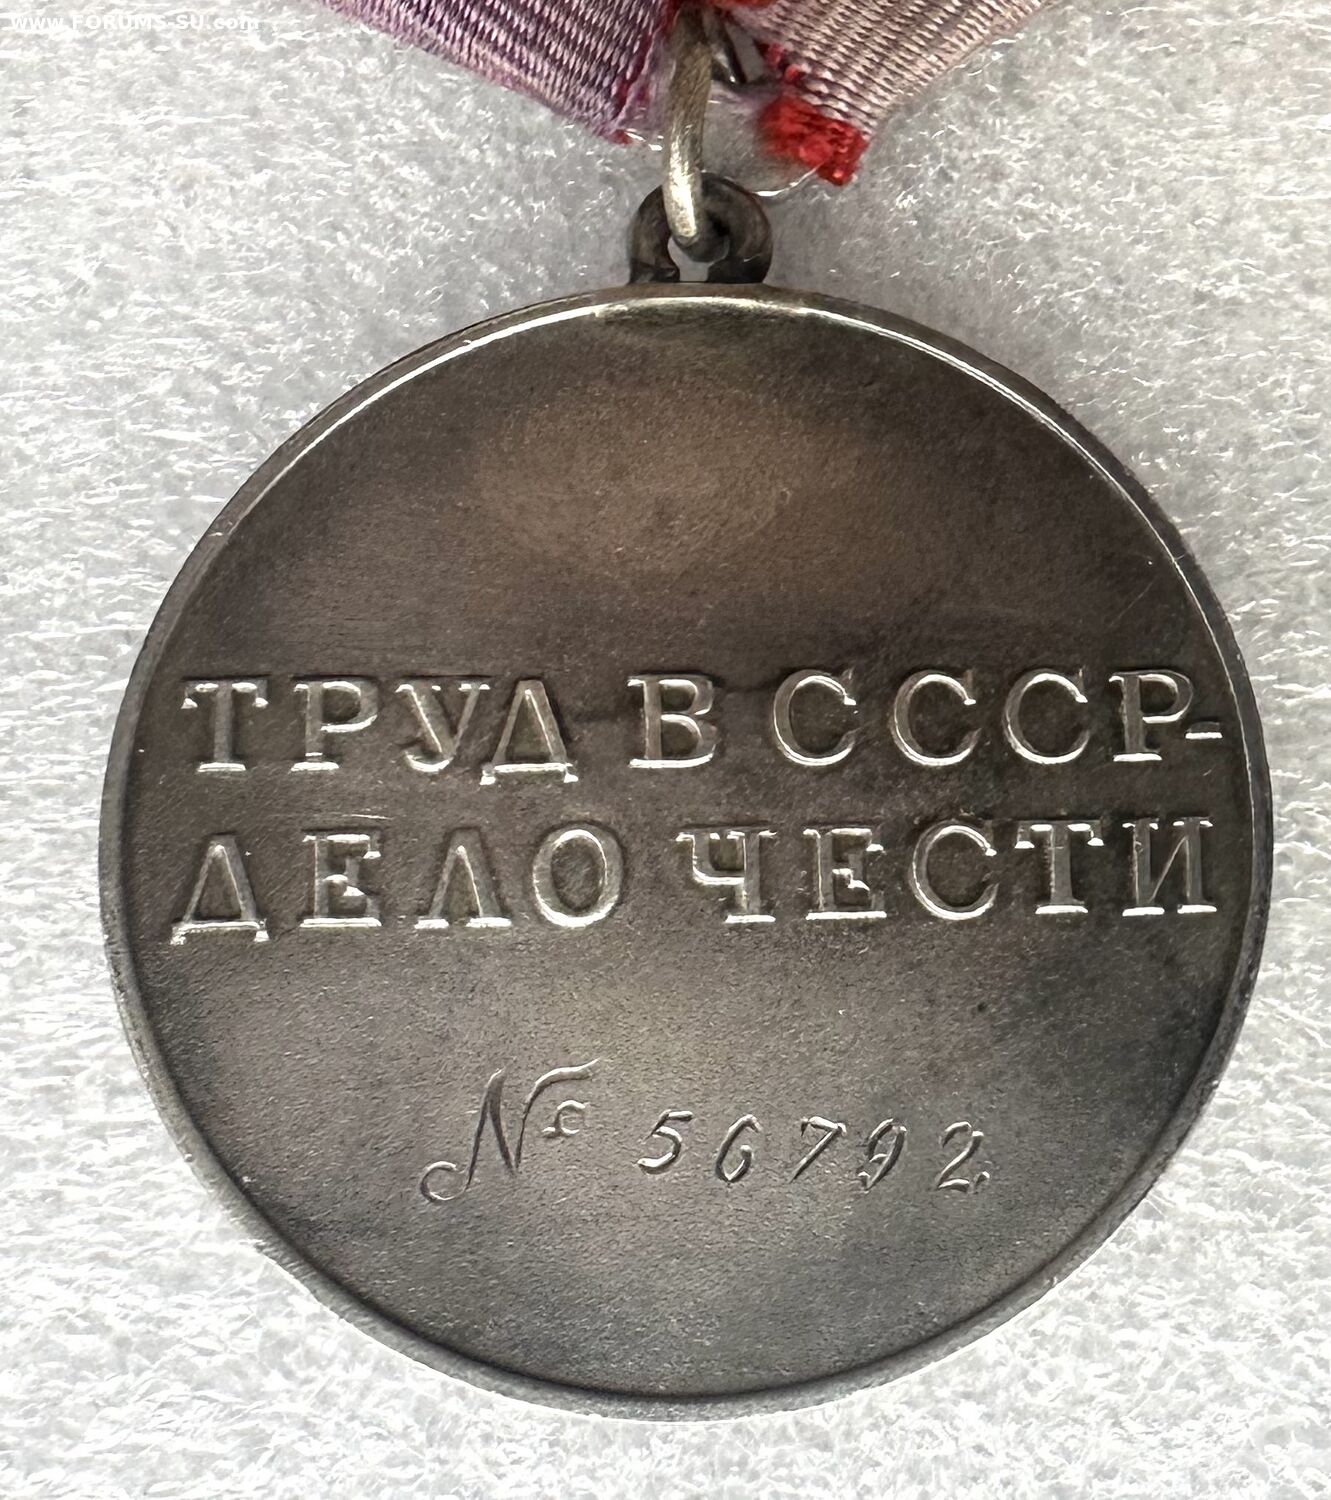 www.FORUMS-SU.com
ТРУД В СССР-
ДЕЛО ЧЕСТИ
№ 56792